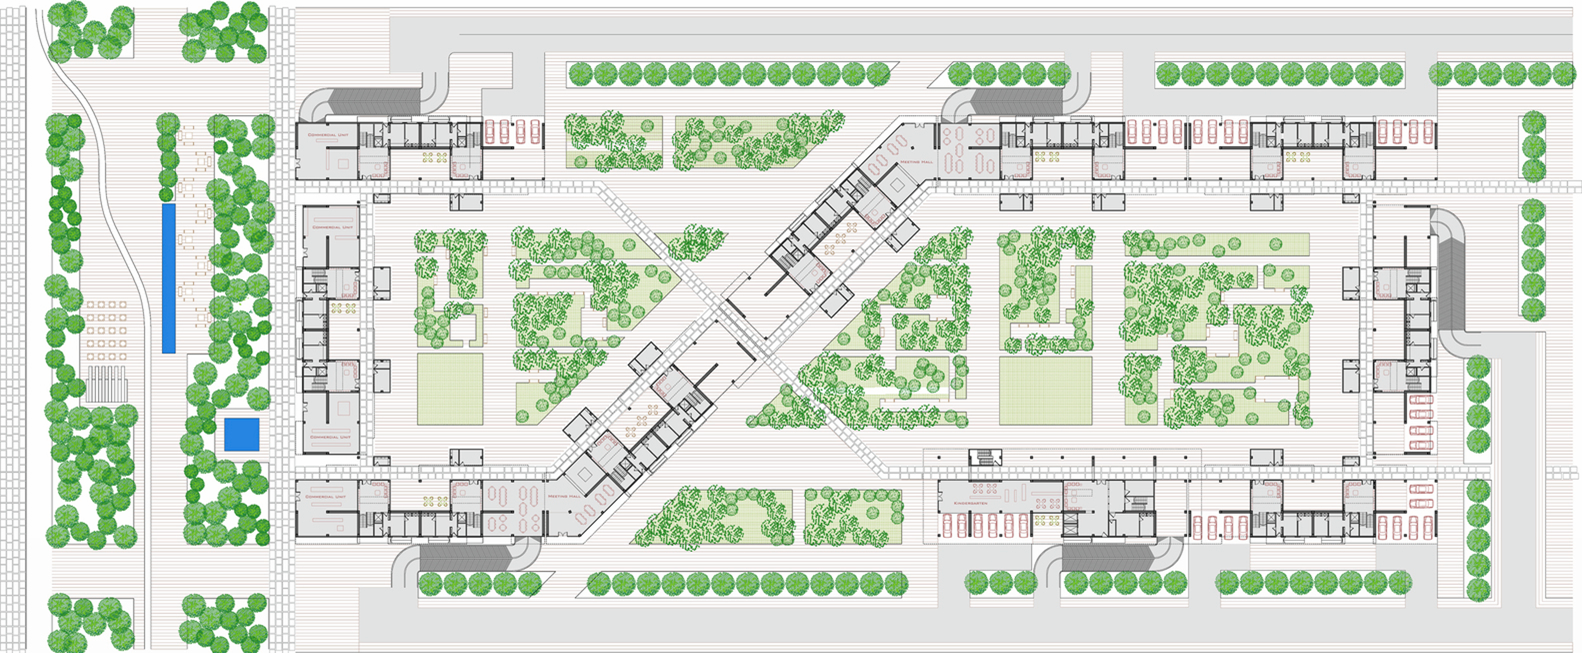 COMMERCIAL UNIT
MEETING HALL
COMMERCIAL UNIT
COMMERCIAL UNIT
COMMERCIAL UNIT
MEETING HALL
KINDERGARTEN